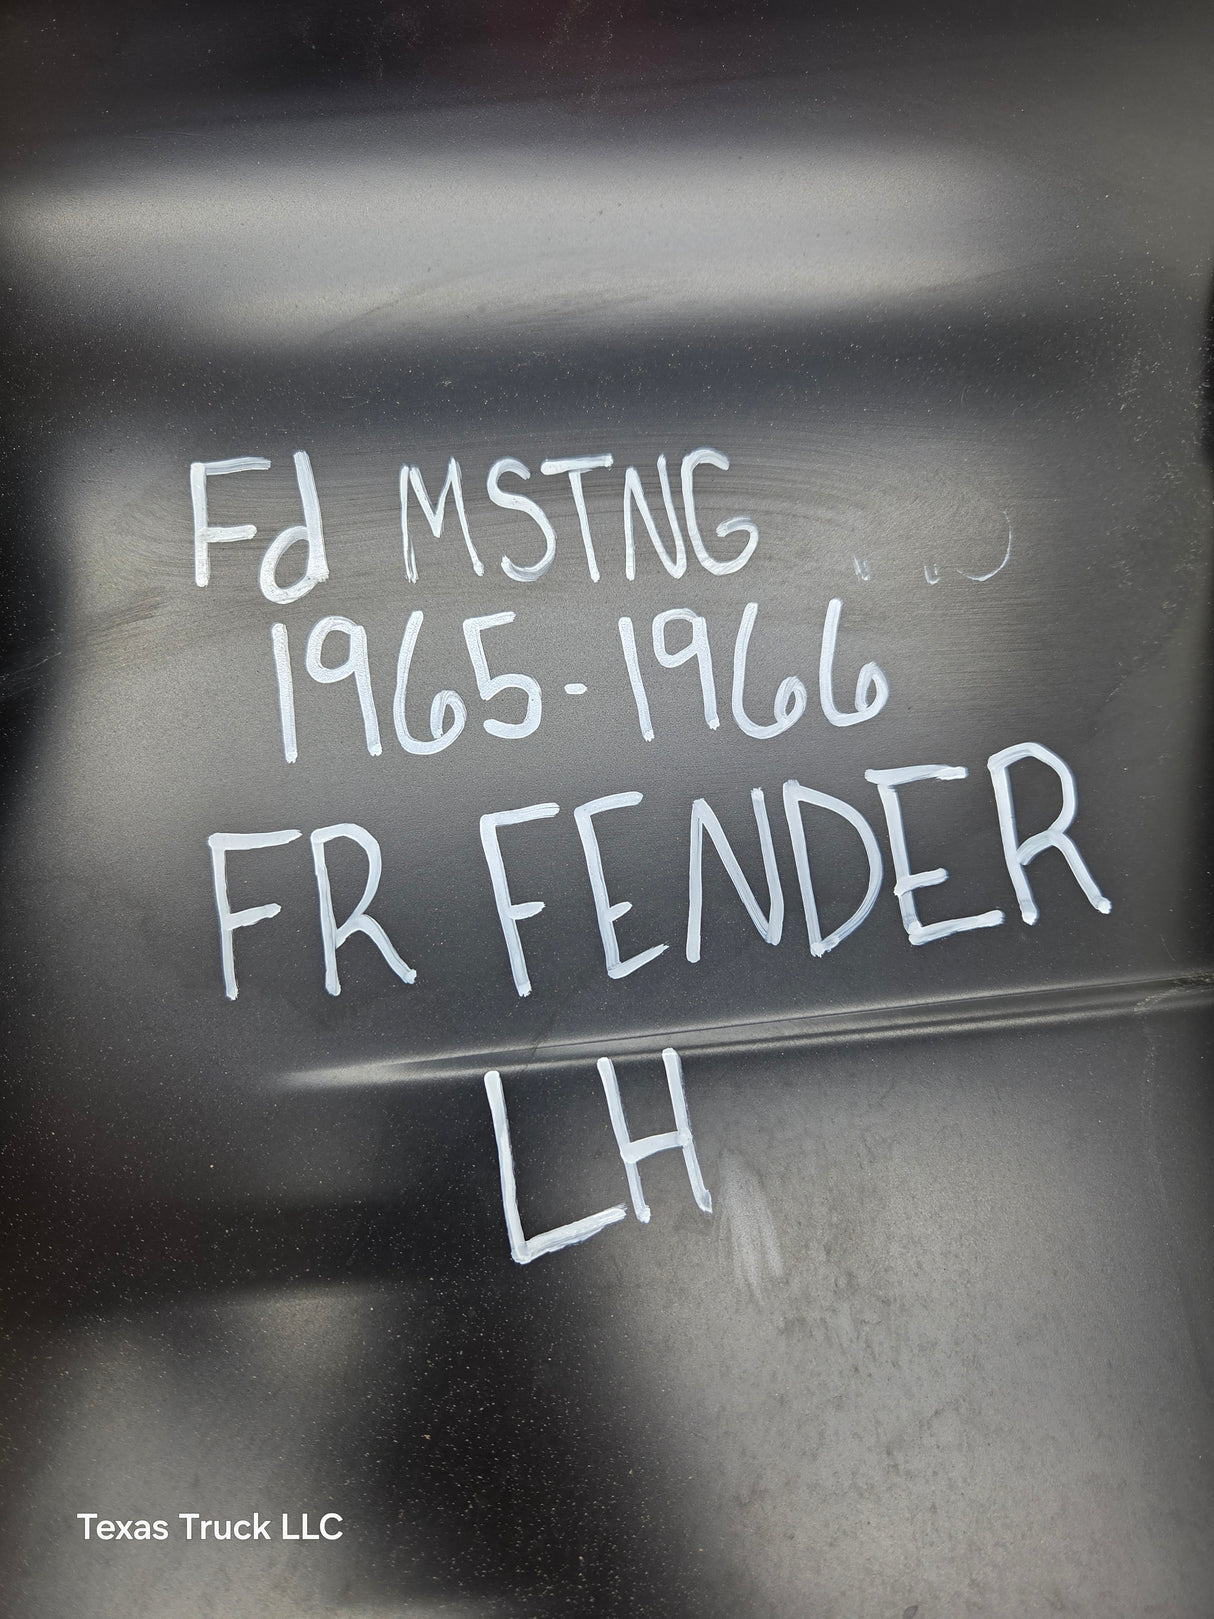 Fd MSTNG
1965-1966
FR FENDER
LH
Texas Truck LLC